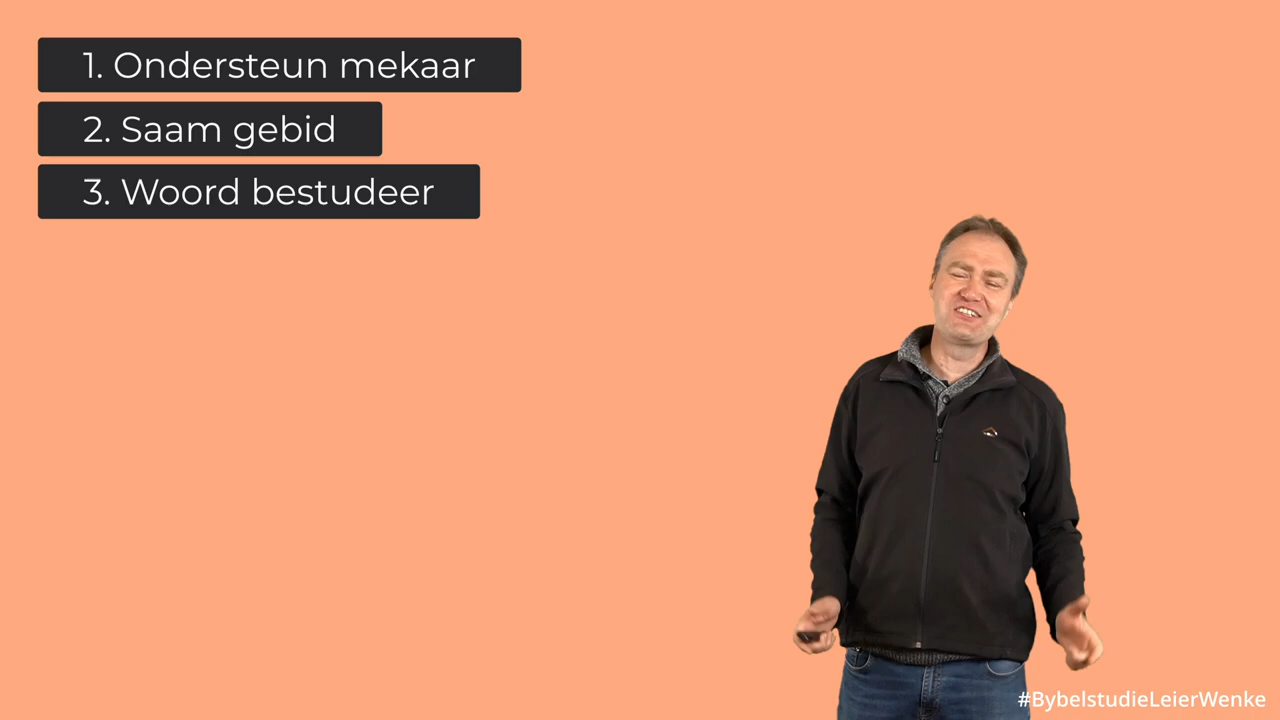 1. Ondersteun mekaar
2. Saam gebid
3. Woord bestudeer
#BybelstudieLeierWenke